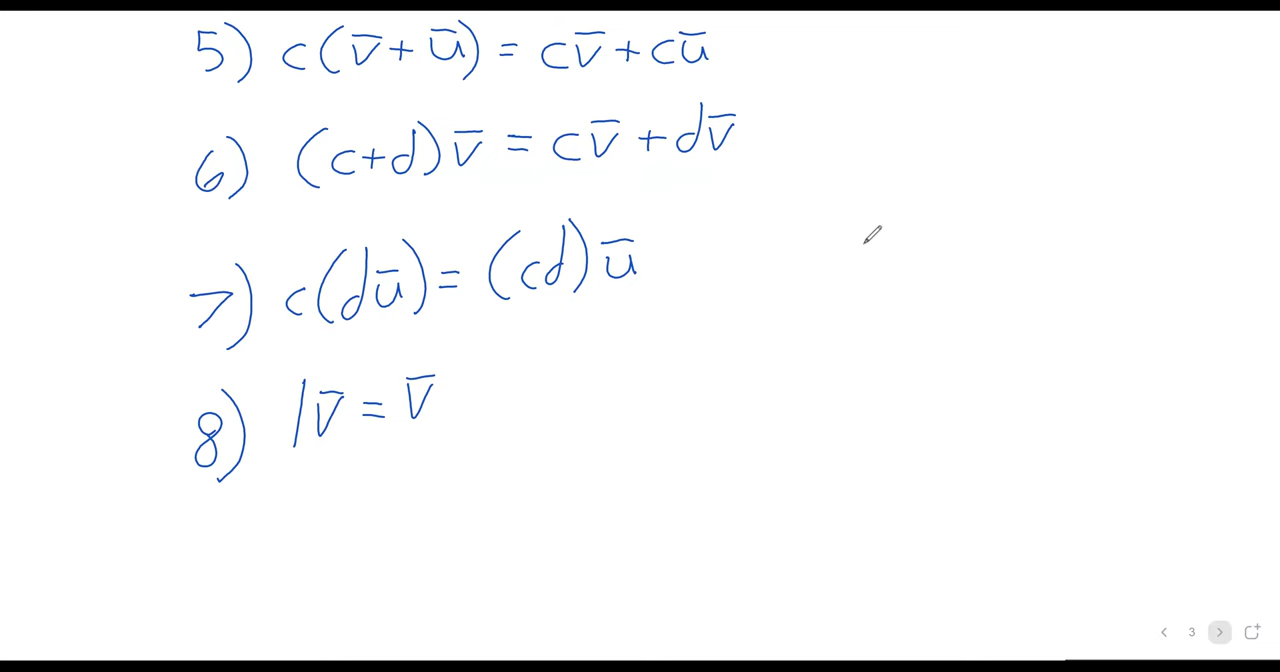 5) c(v̄ + ū) = cv̄ + cū
6) (c+d)v̄ = cv̄ + dv̄
7) c(dū) = (cd)ū
8) 1v̄ = v̄
3